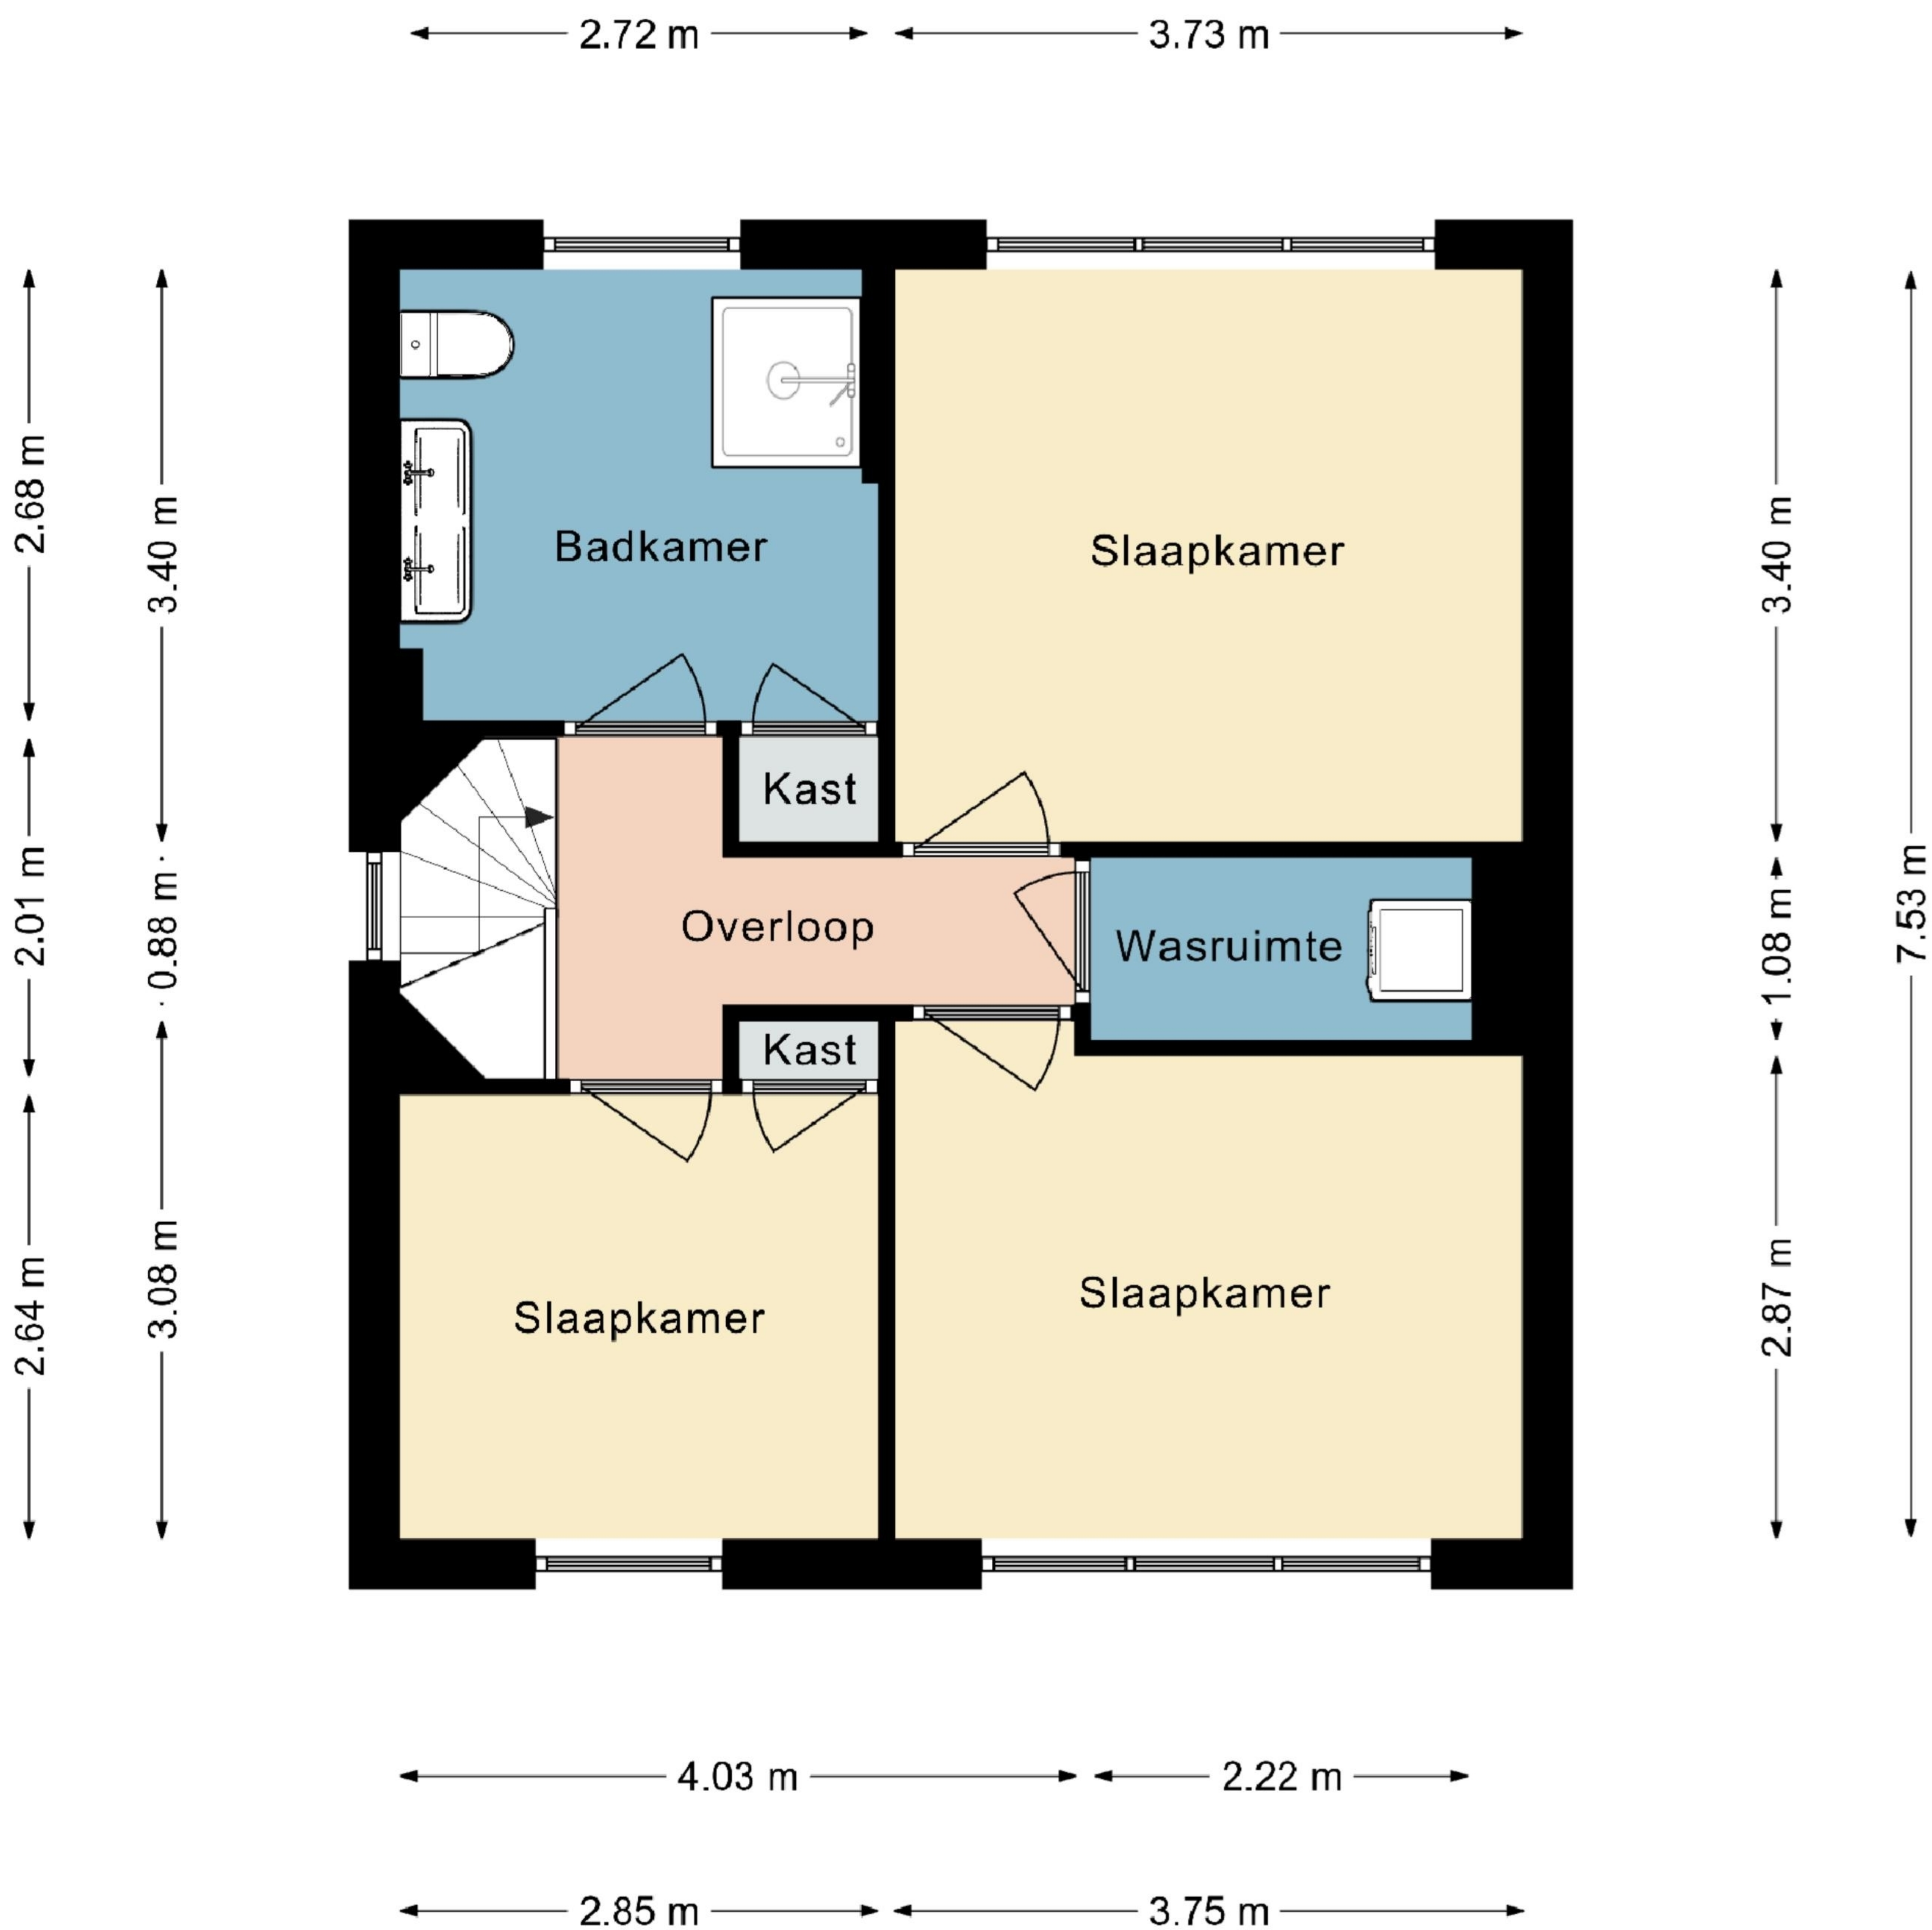 2.72 m
3.73 m
2.68 m
3.40 m
3.40 m
Badkamer
Slaapkamer
Kast
2.01 m
0.88 m
Overloop
Wasruimte
1.08 m
7.53 m
Kast
2.64 m
3.08 m
Slaapkamer
Slaapkamer
2.87 m
4.03 m
2.22 m
2.85 m
3.75 m